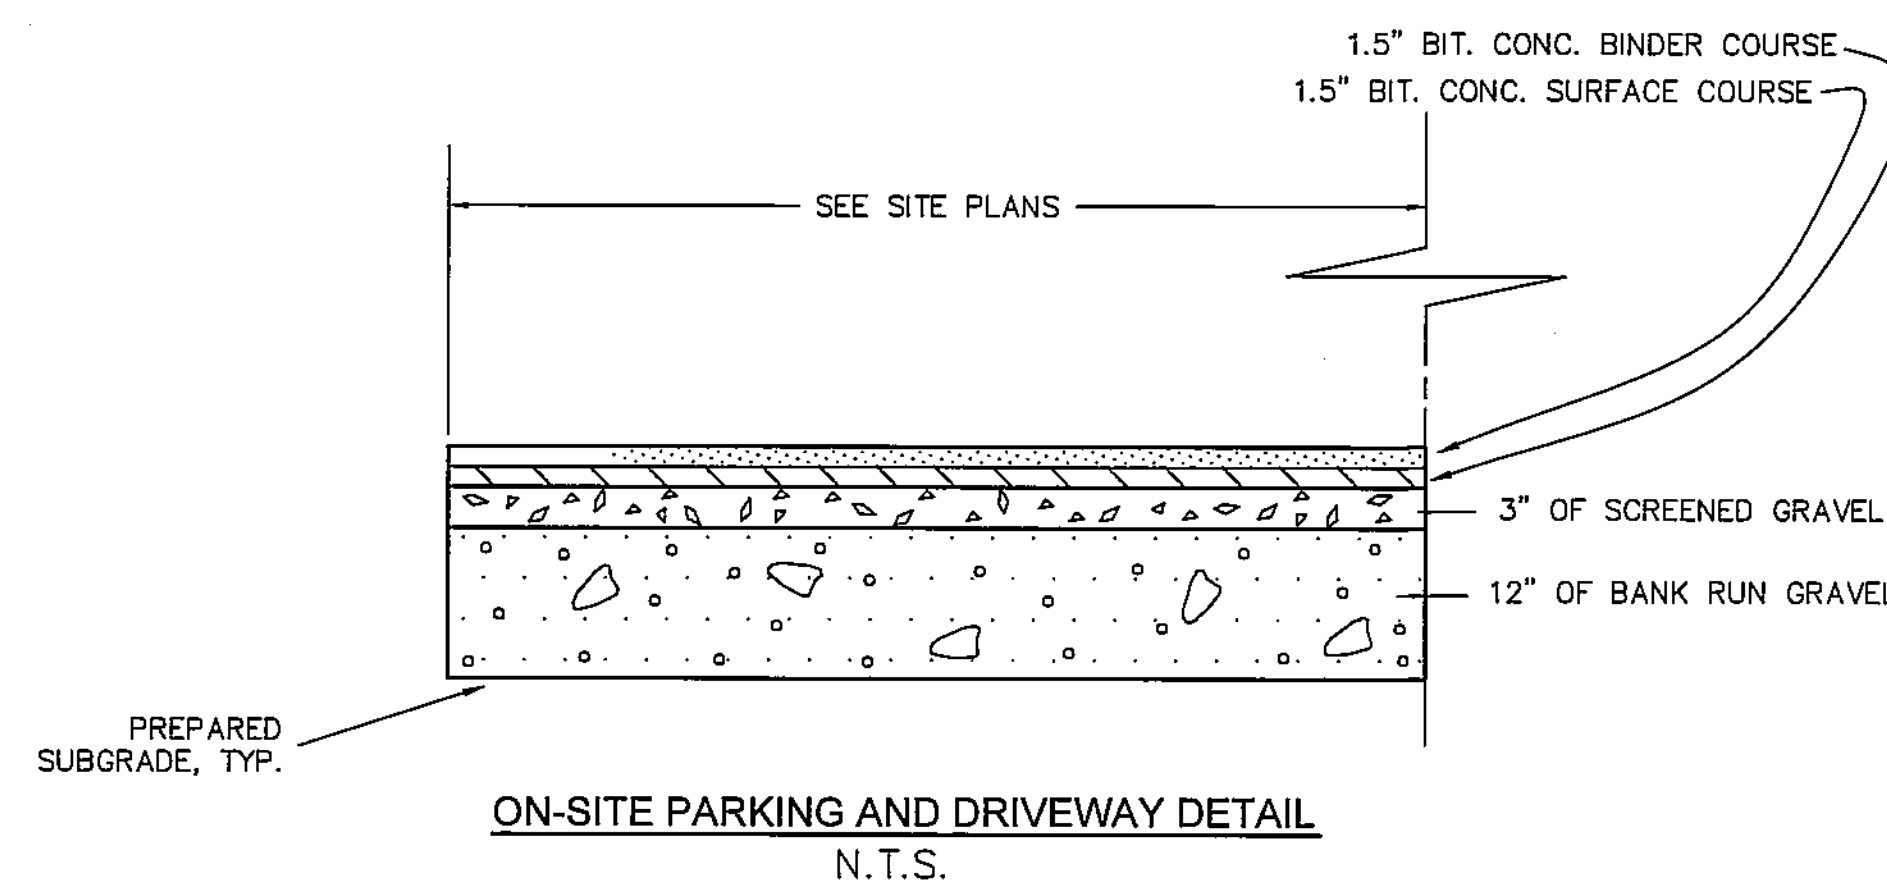 1.5" BIT. CONC. BINDER COURSE
1.5" BIT. CONC. SURFACE COURSE
SEE SITE PLANS
3" OF SCREENED GRAVEL
12" OF BANK RUN GRAVEL
PREPARED
SUBGRADE, TYP.
ON-SITE PARKING AND DRIVEWAY DETAIL
N.T.S.